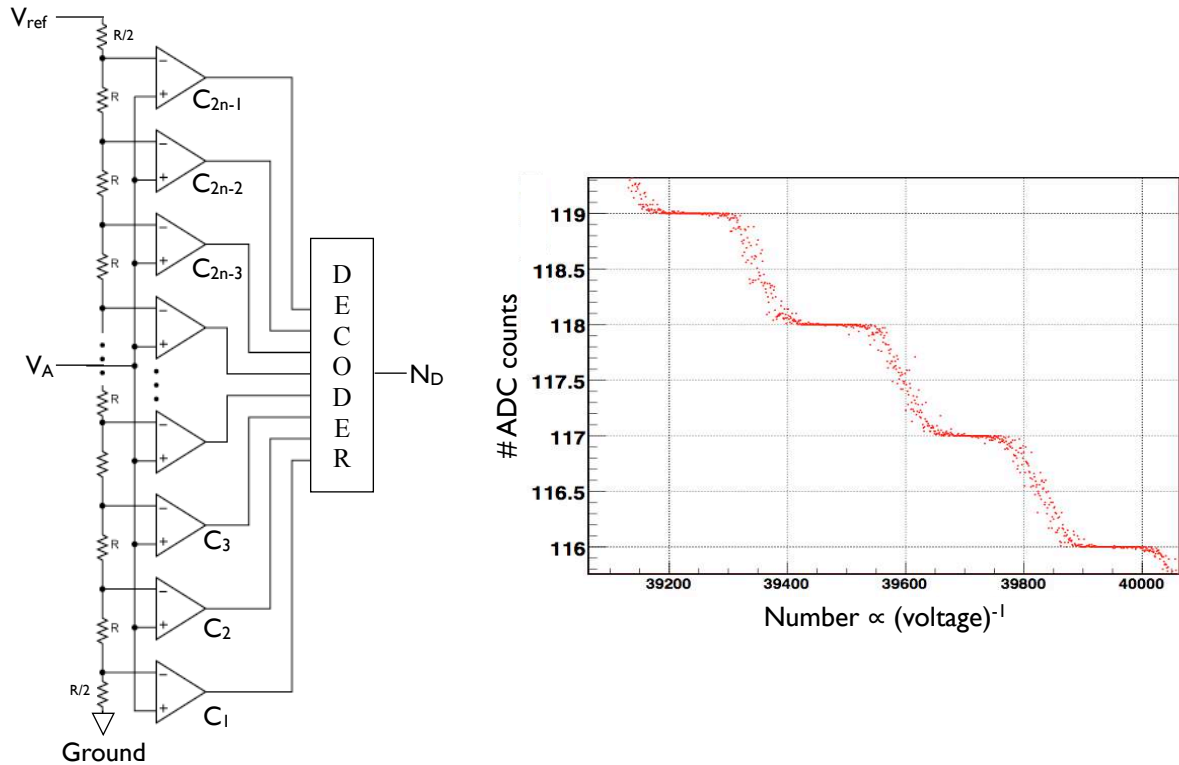 Vref
R/2
−
+
C2n-1
R
−
+
C2n-2
R
−
+
C2n-3
R
−
+
VA
R
−
+
−
+
C3
R
−
+
C2
R
−
+
C1
R/2
Ground
D
E
C
O
D
E
R
ND
# ADC counts
119
118.5
118
117.5
117
116.5
116
39200 39400 39600 39800 40000
Number ∝ (voltage)-1